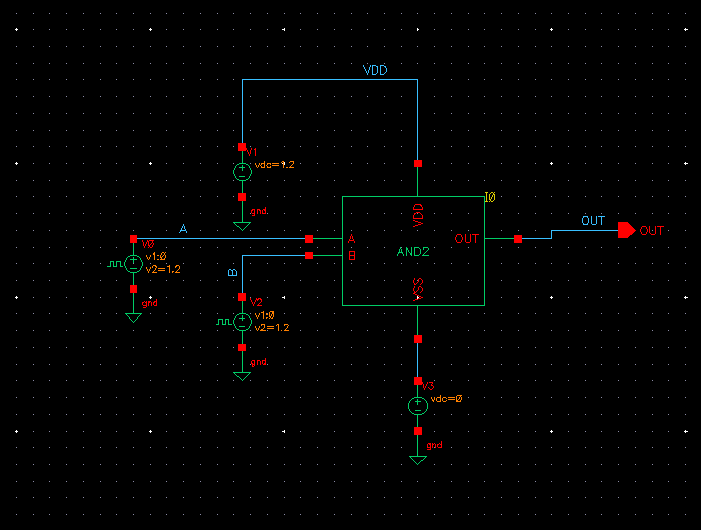 VDD
V1
vdc=1.2
gnd
I0
VDD
A
A
OUT
OUT
OUT
V0
v1:0
v2=1.2
B
AND2
B
VSS
gnd
V2
v1:0
v2=1.2
gnd
V3
vdc=0
gnd